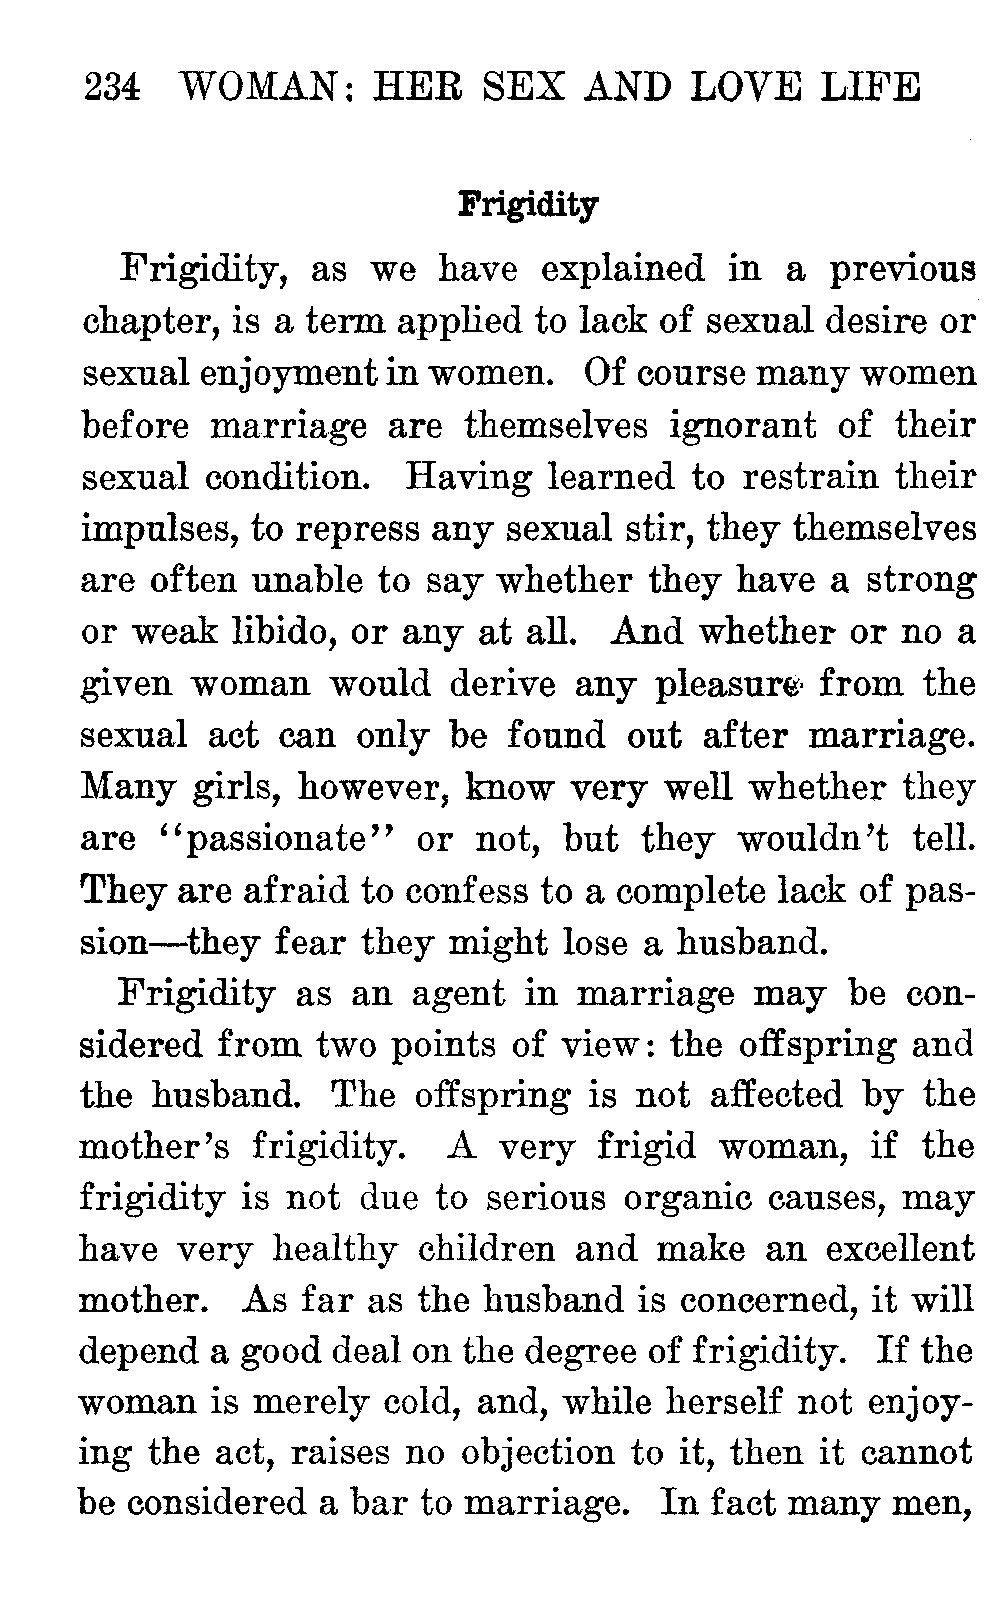 234 WOMAN: HER SEX AND LOVE LIFE
Frigidity
Frigidity, as we have explained in a previous
chapter, is a term applied to lack of sexual desire or
sexual enjoyment in women. Of course many women
before marriage are themselves ignorant of their
sexual condition. Having learned to restrain their
impulses, to repress any sexual stir, they themselves
are often unable to say whether they have a strong
or weak libido, or any at all. And whether or no a
given woman would derive any pleasure from the
sexual act can only be found out after marriage.
Many girls, however, know very well whether they
are “passionate” or not, but they wouldn’t tell.
They are afraid to confess to a complete lack of pas-
sion—they fear they might lose a husband.
Frigidity as an agent in marriage may be con-
sidered from two points of view: the offspring and
the husband. The offspring is not affected by the
mother’s frigidity. A very frigid woman, if the
frigidity is not due to serious organic causes, may
have very healthy children and make an excellent
mother. As far as the husband is concerned, it will
depend a good deal on the degree of frigidity. If the
woman is merely cold, and, while herself not enjoy-
ing the act, raises no objection to it, then it cannot
be considered a bar to marriage. In fact many men,